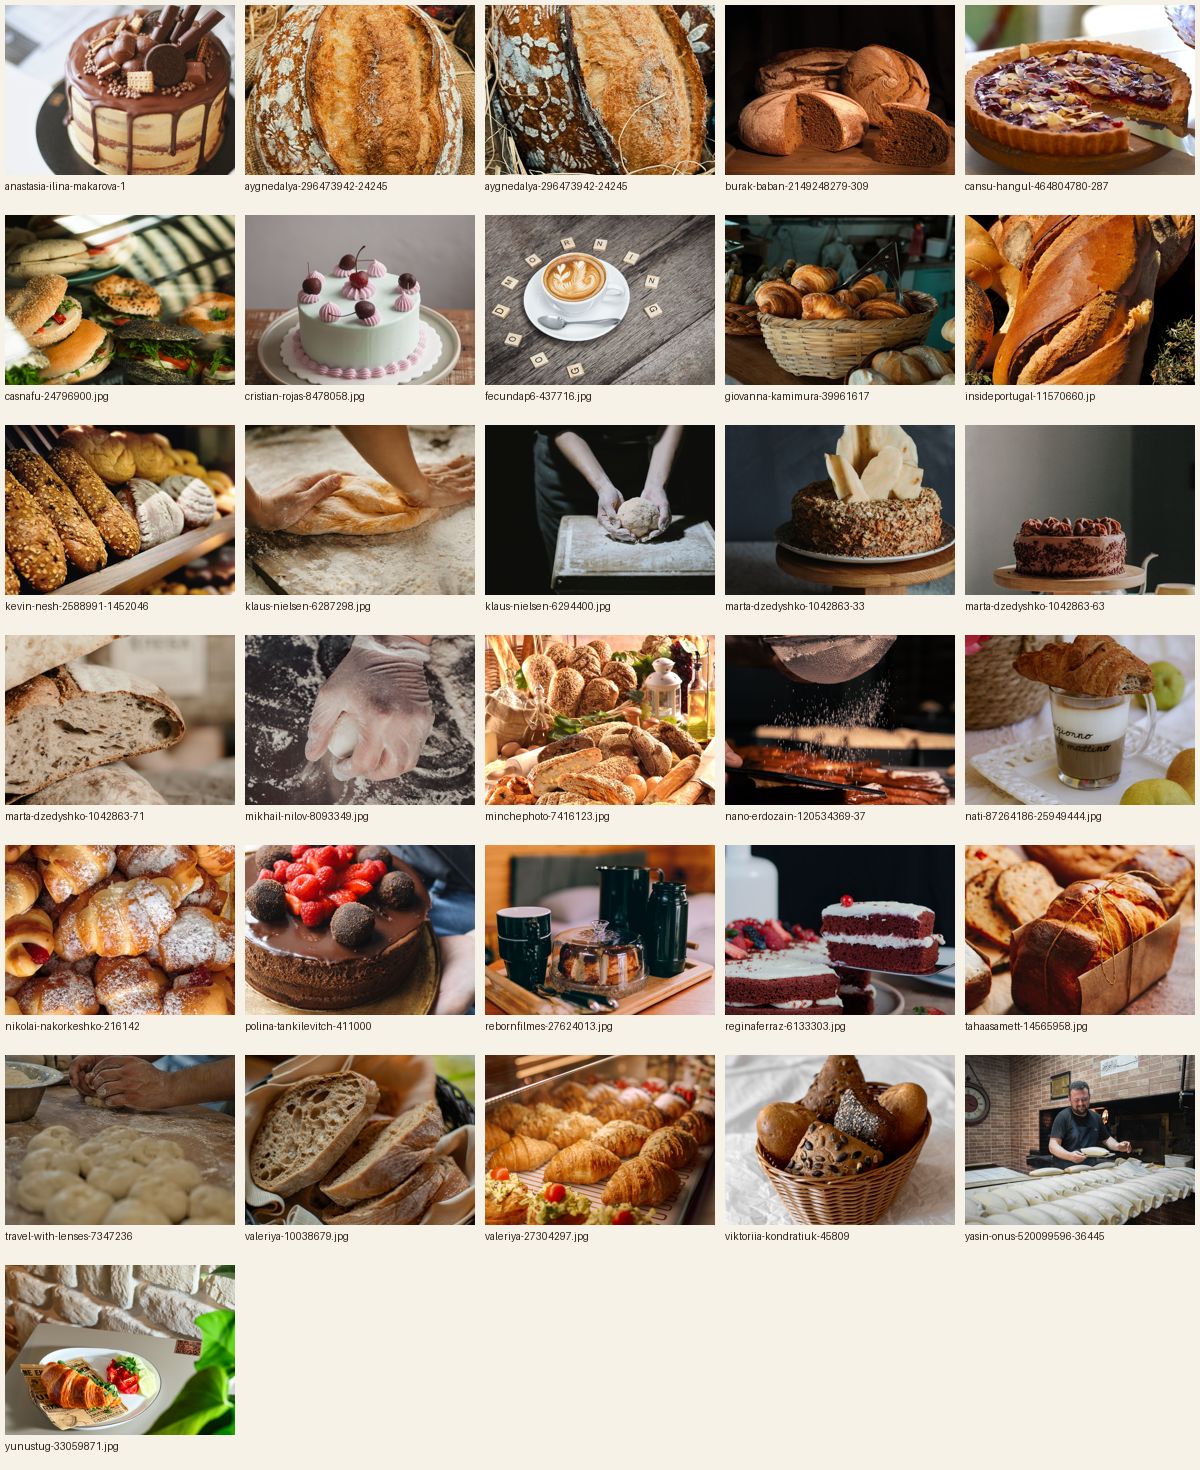 anastasia-ilina-makarova-1
aygnedalya-296473942-24245
aygnedalya-296473942-24245
burak-baban-2149248279-309
cansu-hangul-464804780-287
casnafu-24796900.jpg
cristian-rojas-8478058.jpg
GOOD MORNING
fecundap6-437716.jpg
giovanna-kamimura-39961617
insideportugal-11570660.jp
kevin-nesh-2588991-1452046
klaus-nielsen-6287298.jpg
klaus-nielsen-6294400.jpg
marta-dzedyshko-1042863-33
marta-dzedyshko-1042863-63
marta-dzedyshko-1042863-71
mikhail-nilov-8093349.jpg
minchephoto-7416123.jpg
nano-erdozain-120534369-37
mattino
nati-87264186-25949444.jpg
nikolai-nakorkeshko-216142
polina-tankilevitch-411000
rebornfilmes-27624013.jpg
reginaferraz-6133303.jpg
tahaasamett-14565958.jpg
travel-with-lenses-7347236
valeriya-10038679.jpg
valeriya-27304297.jpg
viktoriia-kondratiuk-45809
yasin-onus-520099596-36445
yunustug-33059871.jpg